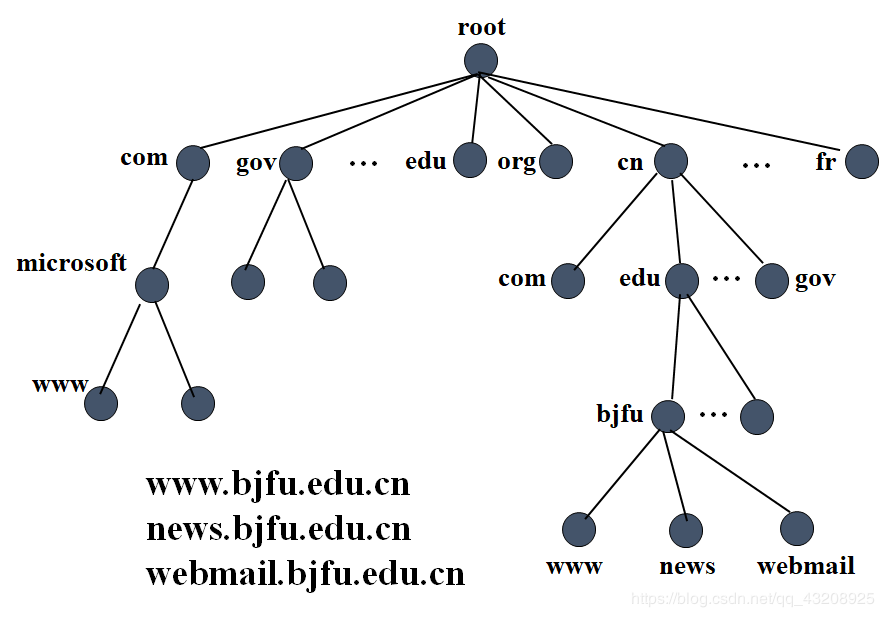 root
com gov ... edu org cn ... fr
microsoft
com edu ... gov
www
bjfu ...
www.bjfu.edu.cn
news.bjfu.edu.cn
webmail.bjfu.edu.cn
www news webmail
https://blog.csdn.net/qq_43208925